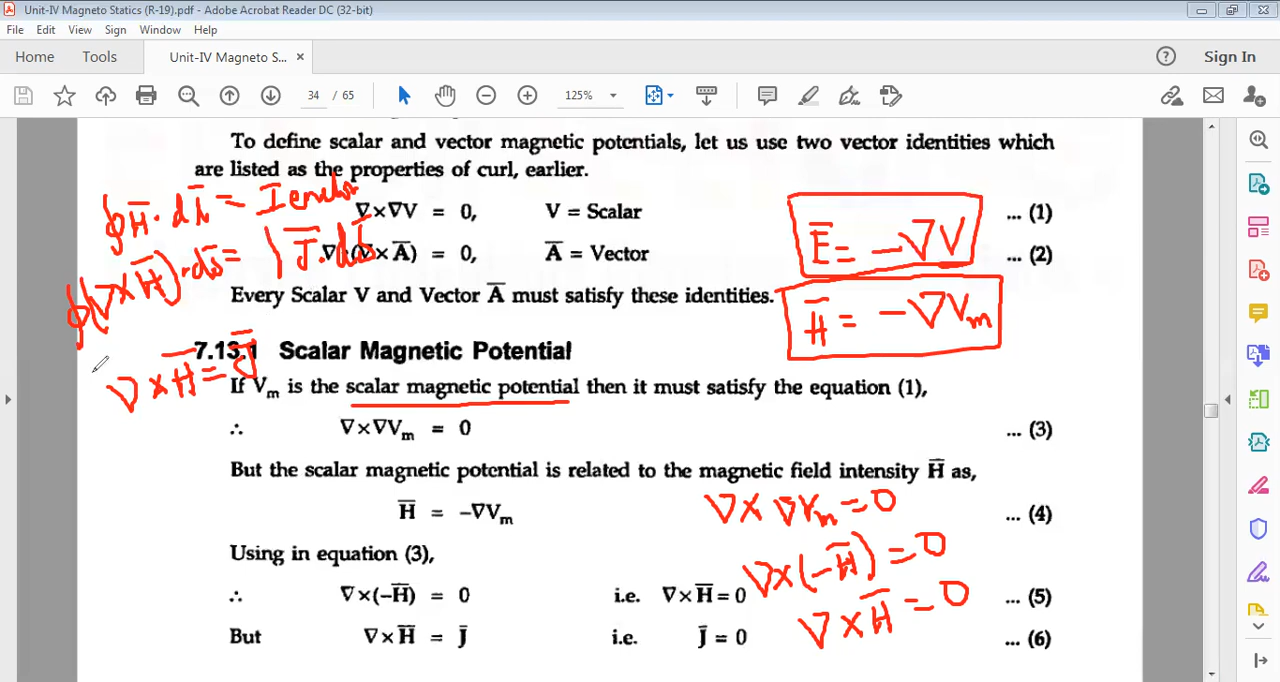 Unit-IV Magneto Statics (R-19).pdf - Adobe Acrobat Reader DC (32-bit)
File Edit View Sign Window Help
Home Tools Unit-IV Magneto S... × Sign In
34 / 65 125%
To define scalar and vector magnetic potentials, let us use two vector identities which
are listed as the properties of curl, earlier.
∮H̅·dL̅ = I
∇×∇V = 0, V = Scalar ... (1)
E̅ = -∇V
∇·(∇×A̅) = 0, A̅ = Vector ... (2)
∮(∇×H̅)·ds̅ = ∫J̅·ds̅
Every Scalar V and Vector A̅ must satisfy these identities.
H̅ = -∇Vm
7.13.1 Scalar Magnetic Potential
∇×H̅ = J̅
If Vm is the scalar magnetic potential then it must satisfy the equation (1),
∴ ∇×∇Vm = 0 ... (3)
But the scalar magnetic potential is related to the magnetic field intensity H̅ as,
H̅ = -∇Vm ... (4)
∇×∇Vm = 0
Using in equation (3),
∇×(-H̅) = 0
∴ ∇×(-H̅) = 0 i.e. ∇×H̅ = 0 ... (5)
∇×H̅ = 0
But ∇×H̅ = J̅ i.e. J̅ = 0 ... (6)